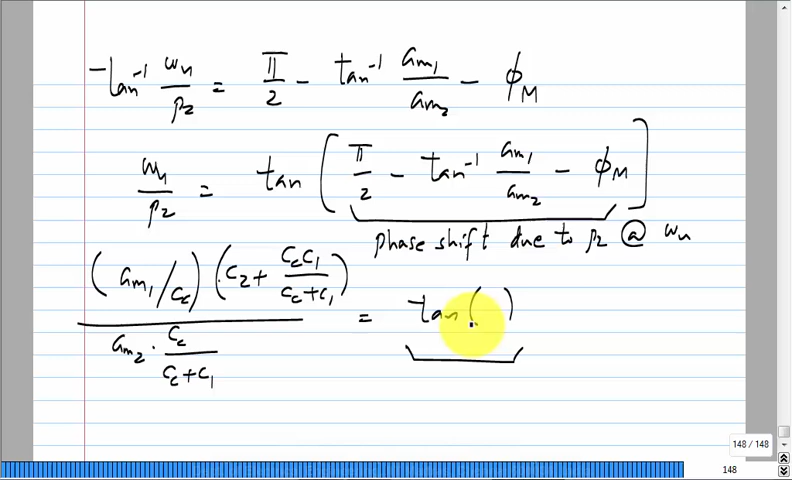 tan⁻¹ ωu/p2 = π/2 − tan⁻¹ Gm1/Gm2 − ϕM
ωu/p2 = tan [ π/2 − tan⁻¹ Gm1/Gm2 − ϕM ]
phase shift due to p2 @ ωu
(Gm1/Cc) (C2 + CcC1/(Cc+C1)) / (Gm2 · Cc/(Cc+C1)) = tan( )
148 / 148
148